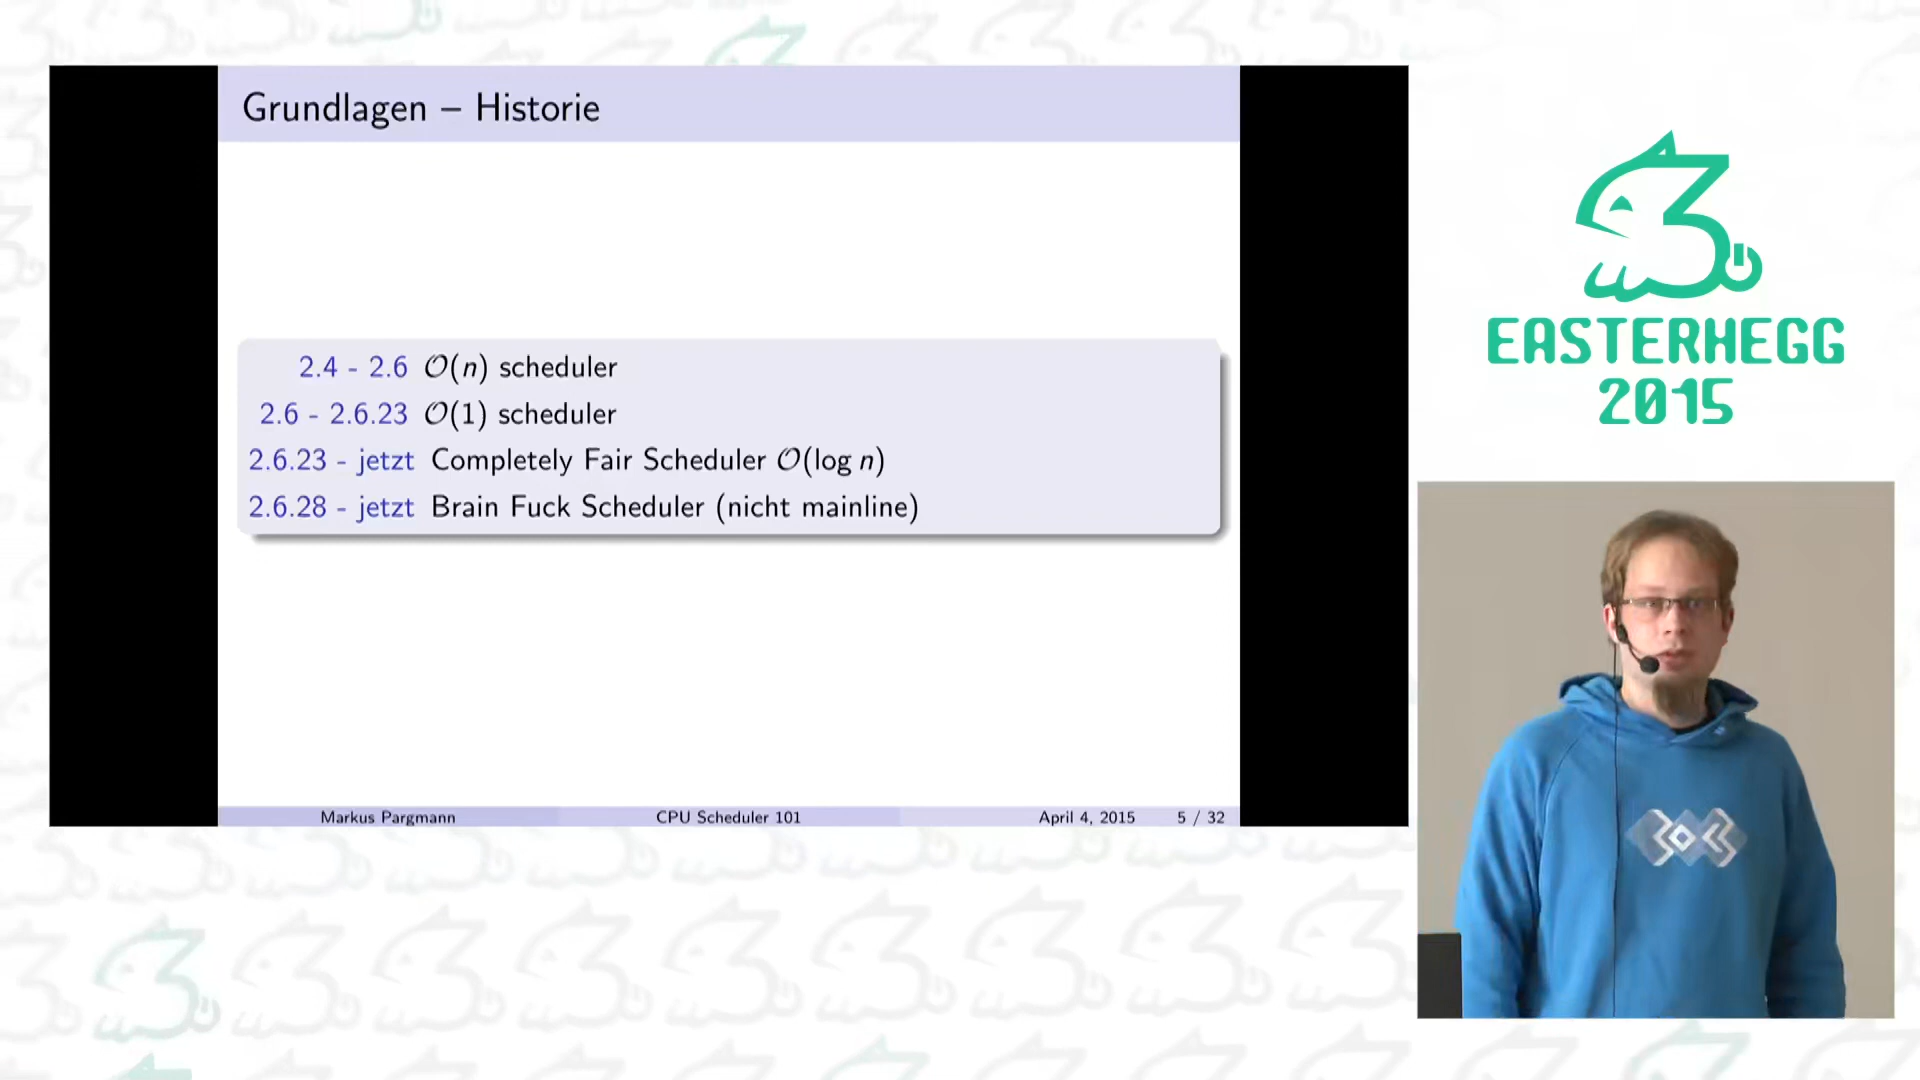 Grundlagen – Historie
2.4 - 2.6 O(n) scheduler
2.6 - 2.6.23 O(1) scheduler
2.6.23 - jetzt Completely Fair Scheduler O(log n)
2.6.28 - jetzt Brain Fuck Scheduler (nicht mainline)
Markus Pargmann CPU Scheduler 101 April 4, 2015 5 / 32
EASTERHEGG
2015